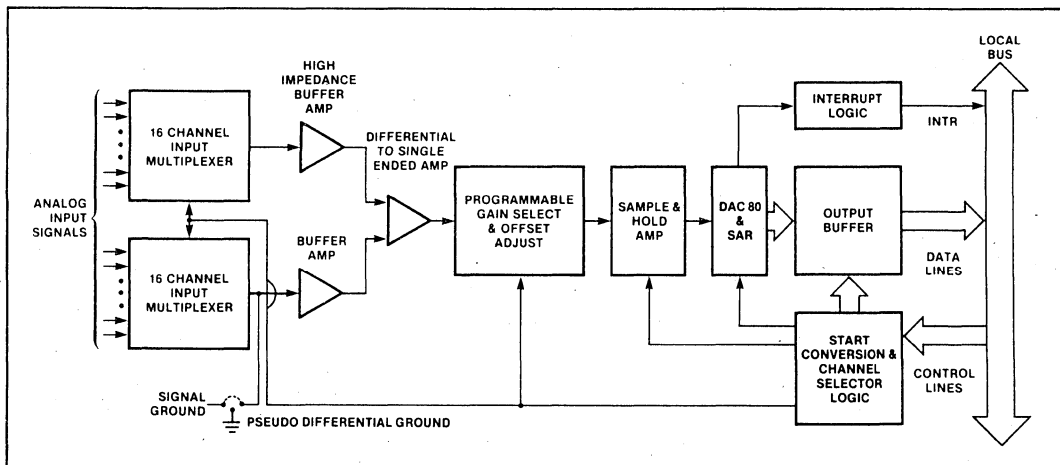 LOCAL
BUS
HIGH
IMPEDANCE
BUFFER
AMP
16 CHANNEL
INPUT
MULTIPLEXER
DIFFERENTIAL
TO SINGLE
ENDED AMP
INTERRUPT
LOGIC
INTR
ANALOG
INPUT
SIGNALS
PROGRAMMABLE
GAIN SELECT
& OFFSET
ADJUST
SAMPLE &
HOLD
AMP
DAC 80
&
SAR
OUTPUT
BUFFER
DATA
LINES
16 CHANNEL
INPUT
MULTIPLEXER
BUFFER
AMP
START
CONVERSION &
CHANNEL
SELECTOR
LOGIC
CONTROL
LINES
SIGNAL
GROUND
PSEUDO DIFFERENTIAL GROUND